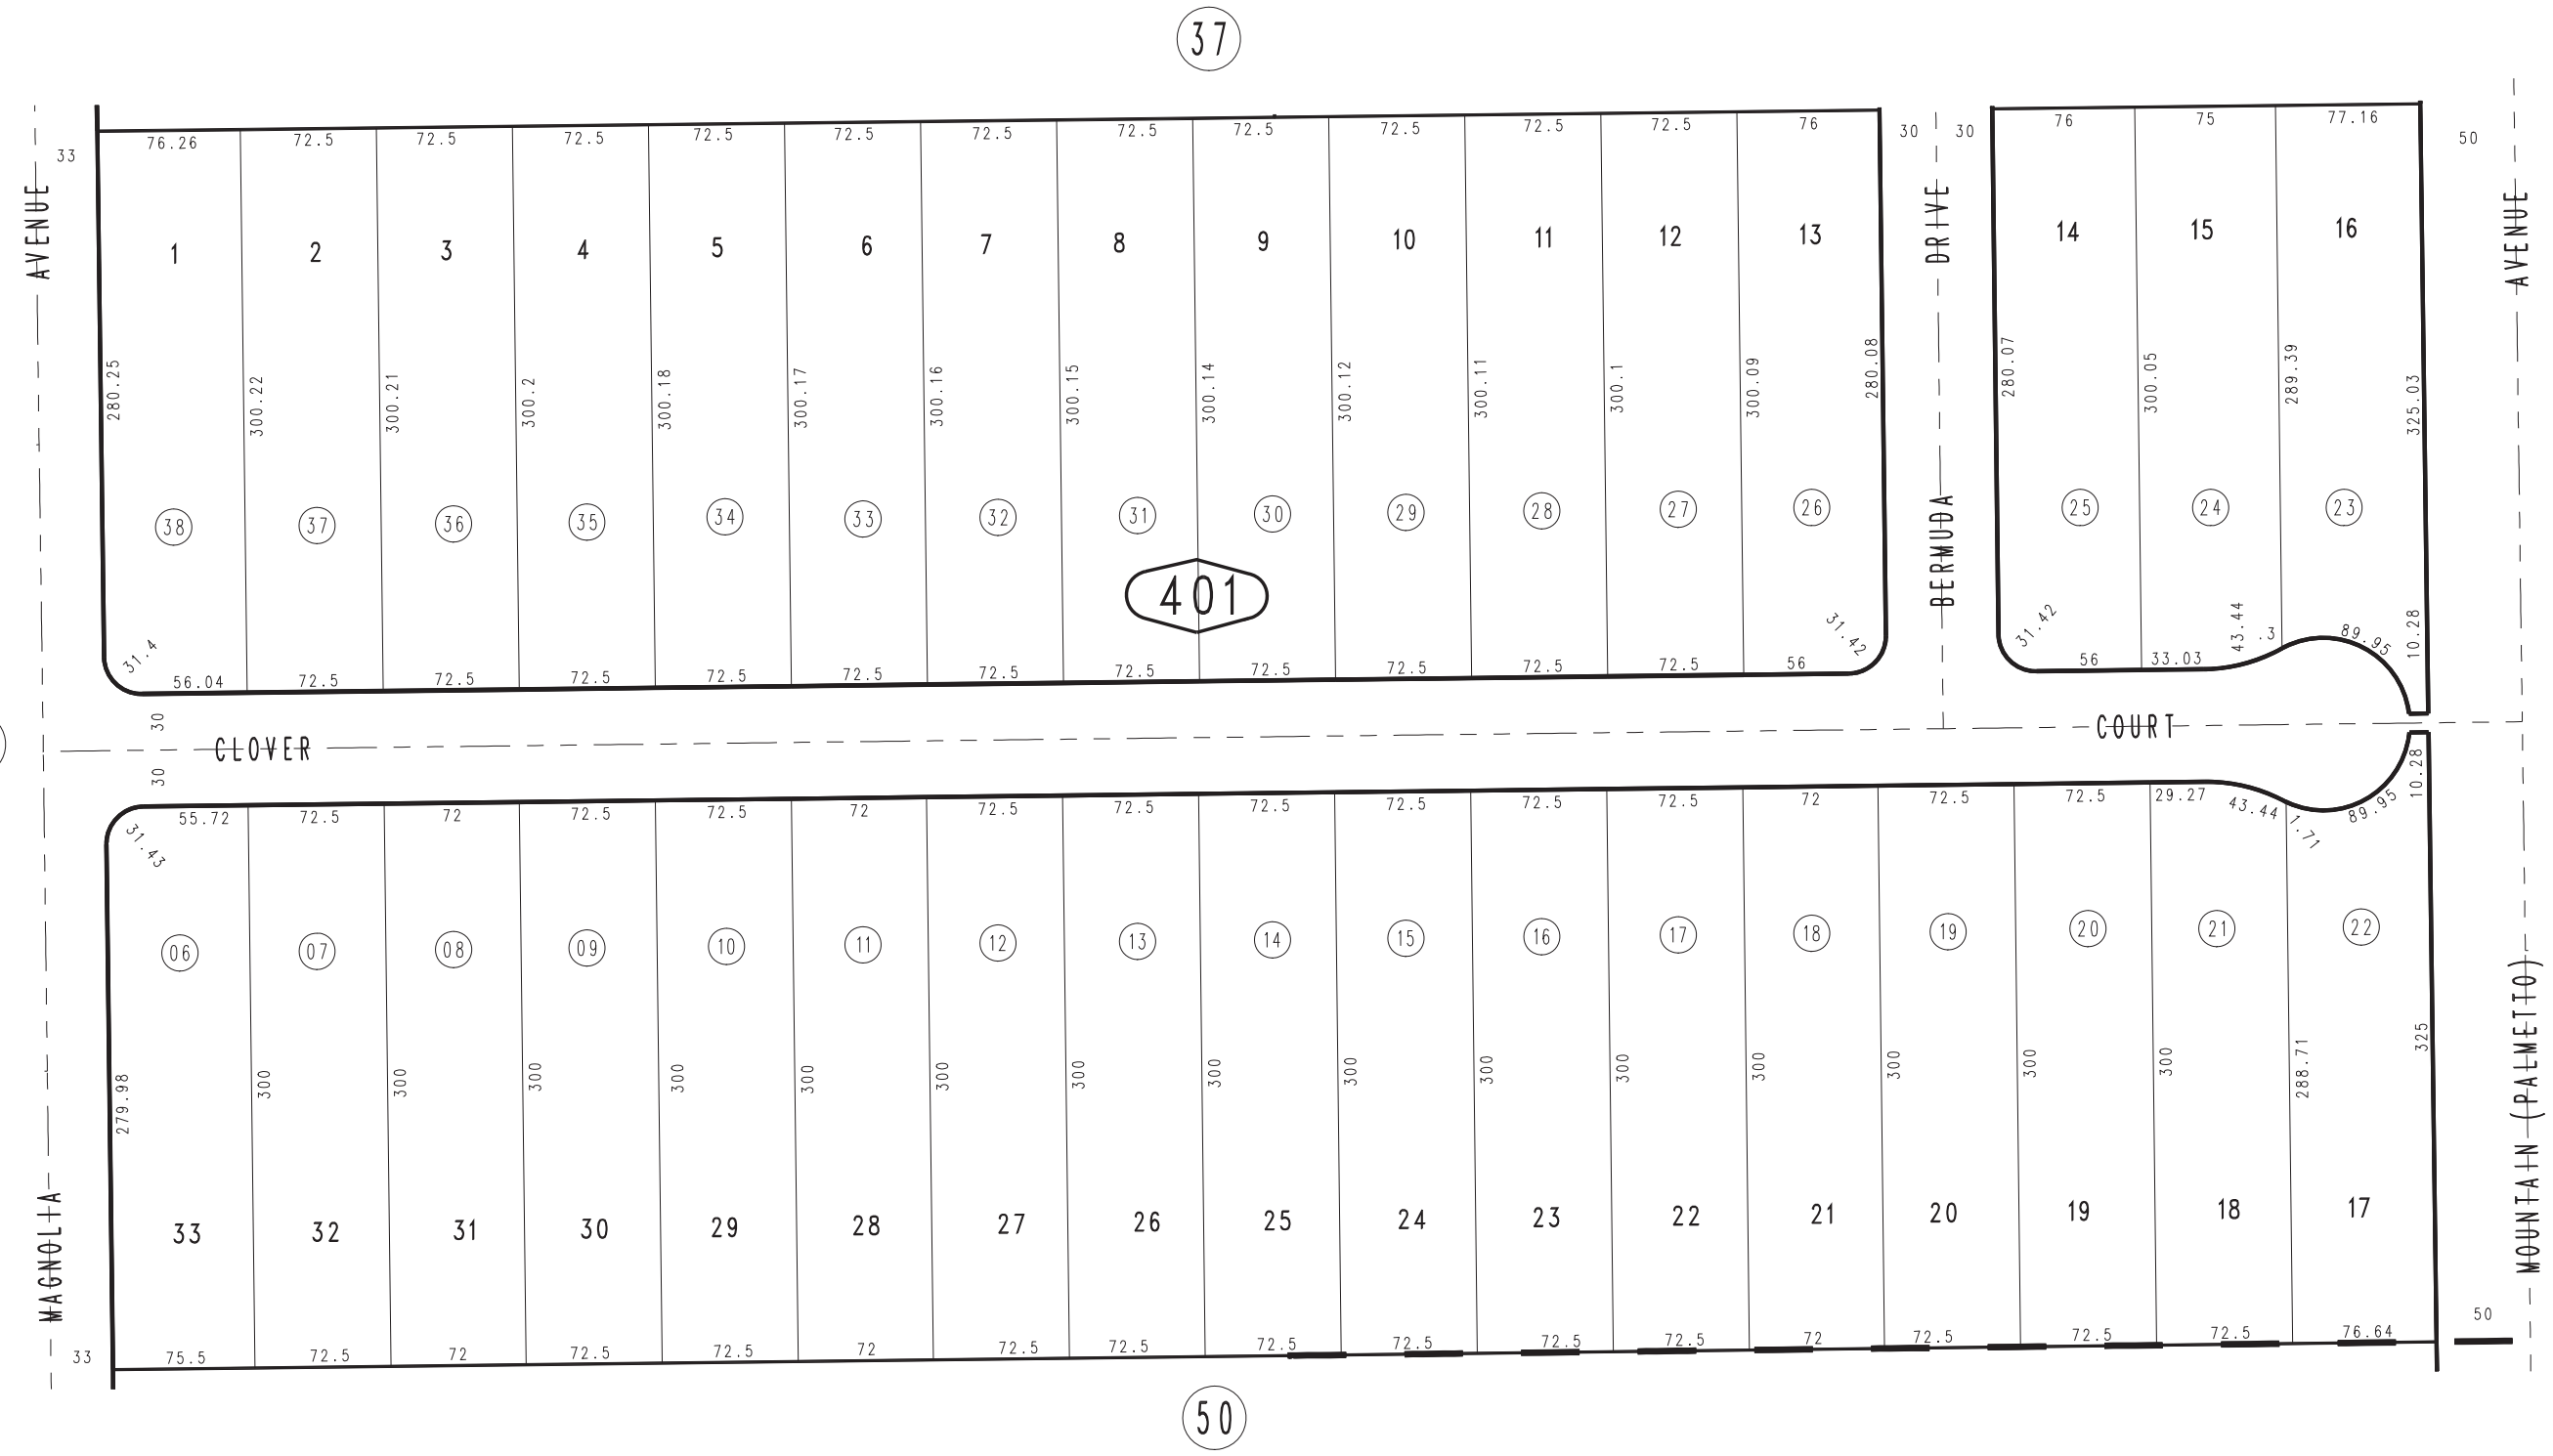 37
76.26 72.5 72.5 72.5 72.5 72.5 72.5 72.5 72.5 72.5 72.5 72.5 76 30 30 76 75 77.16
33 50
AVENUE DRIVE AVENUE
1 2 3 4 5 6 7 8 9 10 11 12 13 14 15 16
280.25 300.22 300.21 300.2 300.18 300.17 300.16 300.15 300.14 300.12 300.11 300.1 300.09 280.08 280.07 300.05 289.39 325.03
38 37 36 35 34 33 32 31 30 29 28 27 26 25 24 23
BERMUDA
401
31.4 31.42 31.42 43.44 .3 89.95 10.28
56.04 72.5 72.5 72.5 72.5 72.5 72.5 72.5 72.5 72.5 72.5 72.5 56 56 33.03
30
CLOVER COURT
30
55.72 72.5 72 72.5 72.5 72 72.5 72.5 72.5 72.5 72.5 72.5 72 72.5 72.5 29.27 43.44 1.71 89.95 10.28
31.43
06 07 08 09 10 11 12 13 14 15 16 17 18 19 20 21 22
279.98 300 300 300 300 300 300 300 300 300 300 300 300 300 300 300 288.71 325
33 32 31 30 29 28 27 26 25 24 23 22 21 20 19 18 17
MAGNOLIA MOUNTAIN (PALMETTO)
33 75.5 72.5 72 72.5 72.5 72 72.5 72.5 72.5 72.5 72.5 72.5 72 72.5 72.5 72.5 76.64 50
50